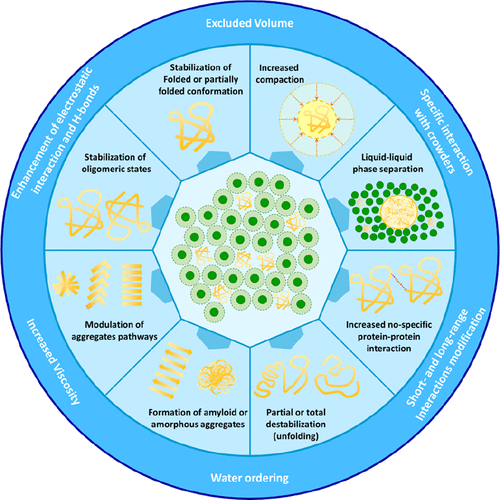 Excluded Volume
Enhancement of electrostatic
interaction and H-bonds
Specific interaction
with crowders
Stabilization of
Folded or partially
folded conformation
Increased
compaction
Stabilization of
oligomeric states
Liquid-liquid
phase separation
Modulation of
aggregates pathways
Increased no-specific
protein-protein
interaction
Formation of amyloid or
amorphous aggregates
Partial or total
destabilization
(unfolding)
Increased Viscosity
Short- and long-range
Interactions modification
Water ordering